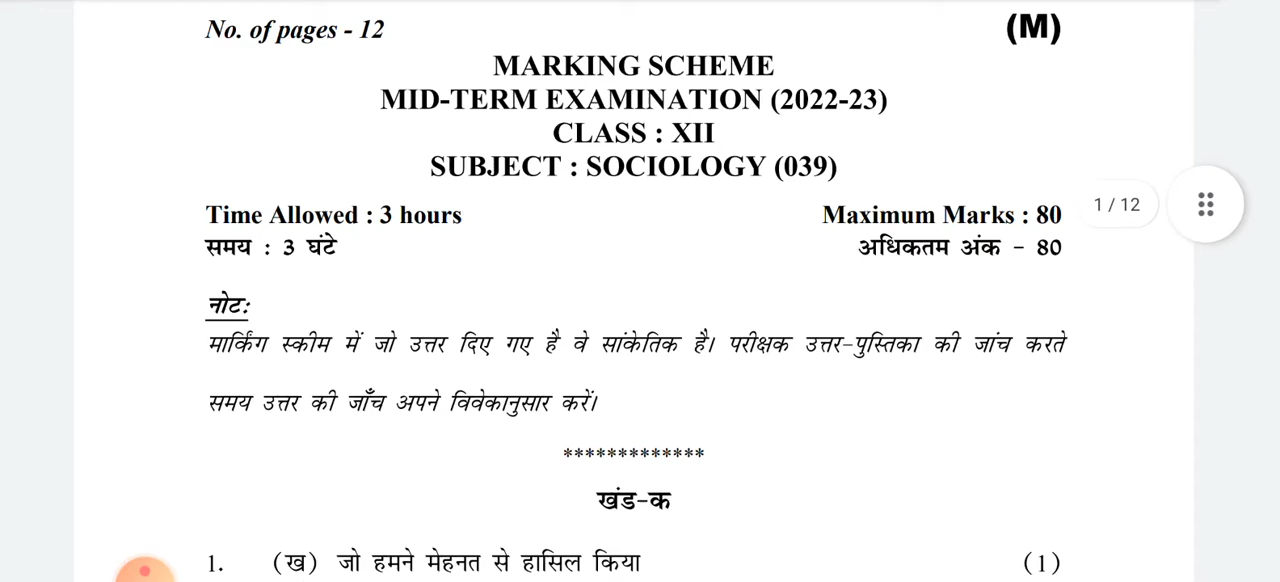 No. of pages - 12 (M)
MARKING SCHEME
MID-TERM EXAMINATION (2022-23)
CLASS : XII
SUBJECT : SOCIOLOGY (039)
Time Allowed : 3 hours Maximum Marks : 80
समय : 3 घंटे अधिकतम अंक - 80
1 / 12
नोटः
मार्किंग स्कीम में जो उत्तर दिए गए है वे सांकेतिक है। परीक्षक उत्तर-पुस्तिका की जांच करते
समय उत्तर की जाँच अपने विवेकानुसार करें।
*************
खंड-क
1. (ख) जो हमने मेहनत से हासिल किया (1)